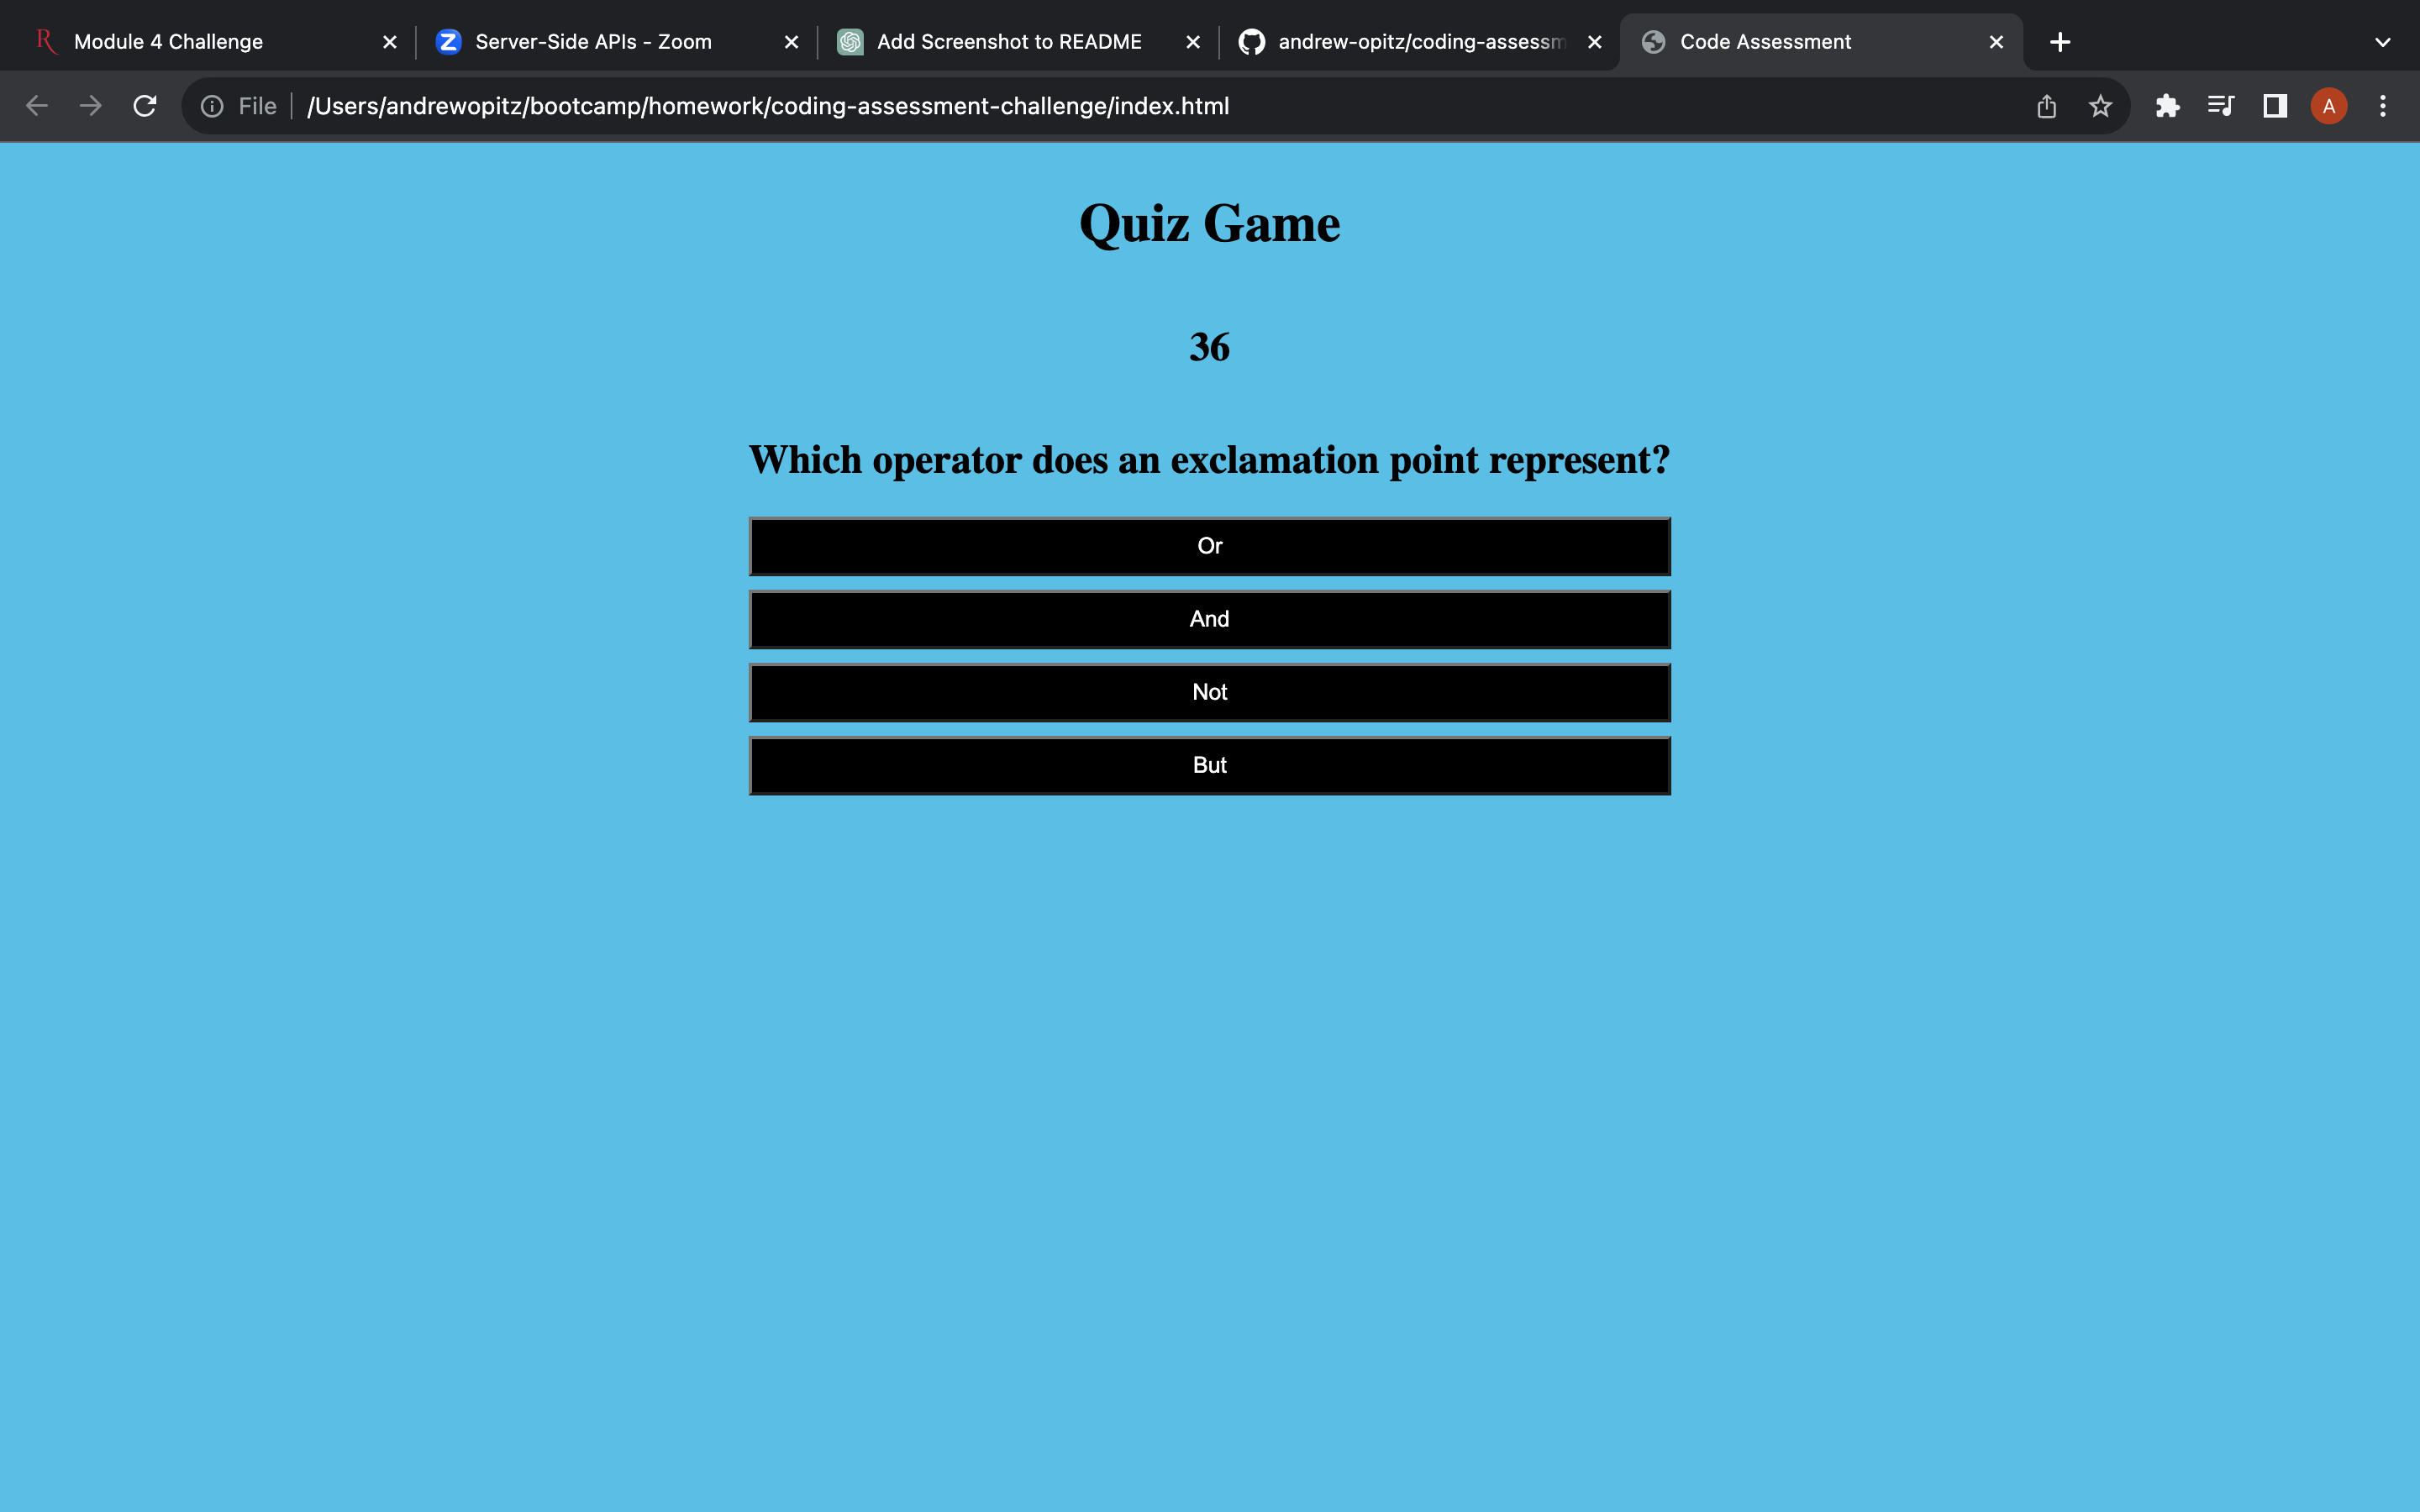 Module 4 Challenge
Server-Side APIs - Zoom
Add Screenshot to README
andrew-opitz/coding-assessm
Code Assessment
File
/Users/andrewopitz/bootcamp/homework/coding-assessment-challenge/index.html
A
Quiz Game
36
Which operator does an exclamation point represent?
Or
And
Not
But